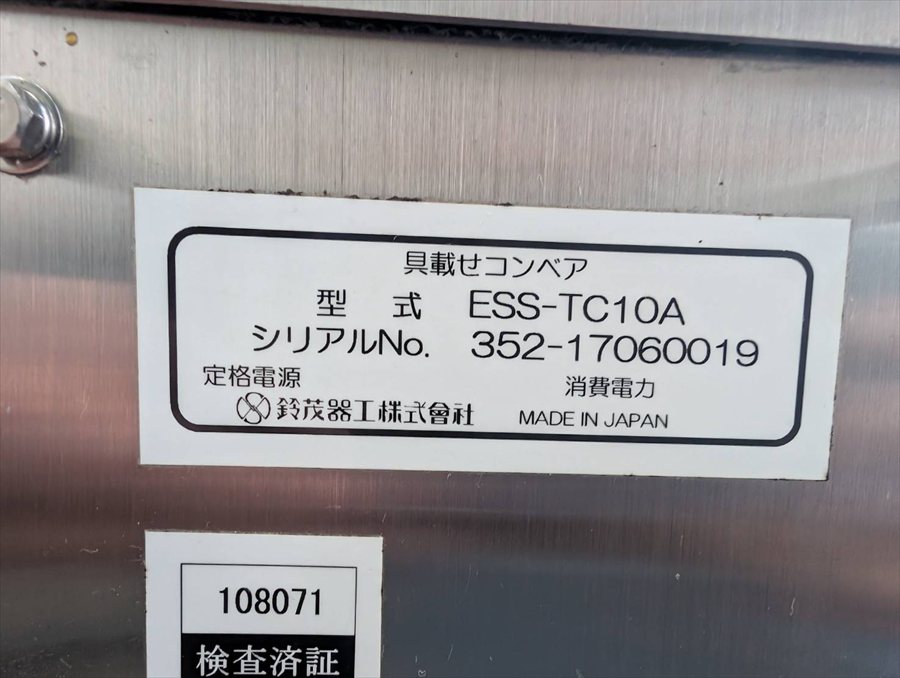 具載せコンベア
型 式 ESS-TC10A
シリアルNo. 352-17060019
定格電源 消費電力
鈴茂器工株式會社 MADE IN JAPAN
108071
検査済証